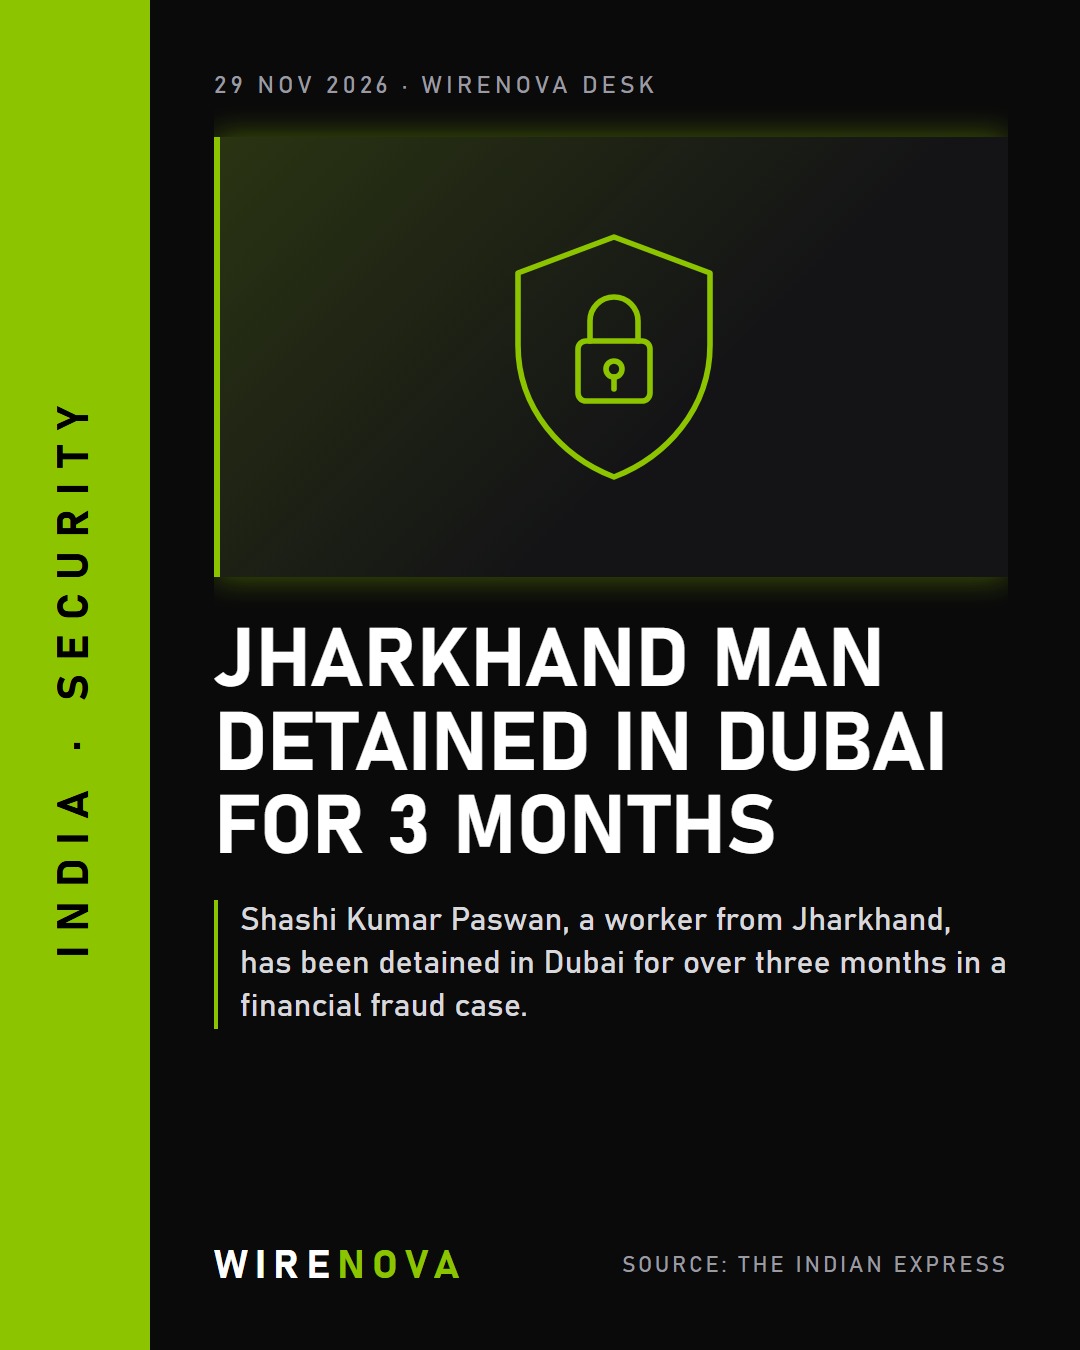 INDIA · SECURITY
29 NOV 2026 · WIRENOVA DESK
JHARKHAND MAN
DETAINED IN DUBAI
FOR 3 MONTHS
Shashi Kumar Paswan, a worker from Jharkhand,
has been detained in Dubai for over three months in a
financial fraud case.
WIRENOVA
SOURCE: THE INDIAN EXPRESS